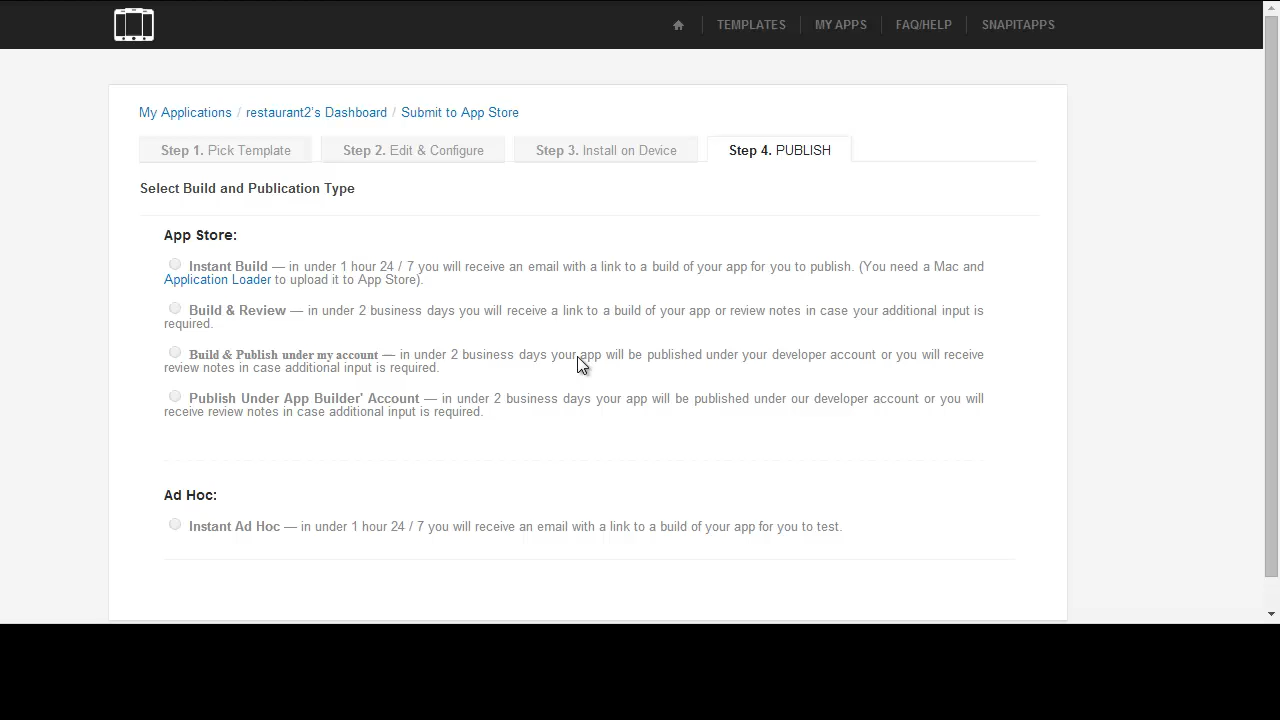 TEMPLATES MY APPS FAQ/HELP SNAPITAPPS
My Applications / restaurant2's Dashboard / Submit to App Store
Step 1. Pick Template Step 2. Edit & Configure Step 3. Install on Device Step 4. PUBLISH
Select Build and Publication Type
App Store:
Instant Build — in under 1 hour 24 / 7 you will receive an email with a link to a build of your app for you to publish. (You need a Mac and
Application Loader to upload it to App Store).
Build & Review — in under 2 business days you will receive a link to a build of your app or review notes in case your additional input is
required.
Build & Publish under my account — in under 2 business days your app will be published under your developer account or you will receive
review notes in case additional input is required.
Publish Under App Builder' Account — in under 2 business days your app will be published under our developer account or you will
receive review notes in case additional input is required.
Ad Hoc:
Instant Ad Hoc — in under 1 hour 24 / 7 you will receive an email with a link to a build of your app for you to test.